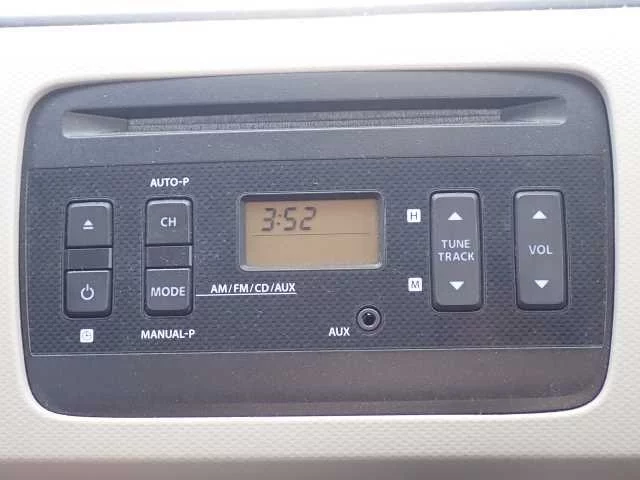 AUTO-P
CH
3:52
H
TUNE
TRACK
VOL
MODE
AM/FM/CD/AUX
M
MANUAL-P
AUX